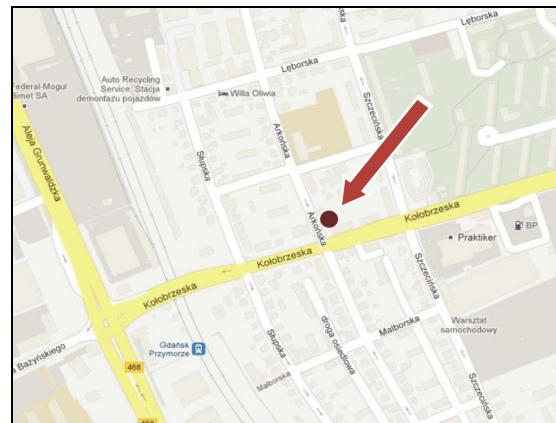 Lęborska
Lęborska
Auto Recycling
Service. Stacja
demontażu pojazdów
Federal-Mogul
Bimet SA
Willa Oliwia
Szczecińska
Aleja Grunwaldzka
Arkońska
Słupska
Arkońska
Kołobrzeska
BP
Praktiker
Kołobrzeska
Szczecińska
Kołobrzeska
Warsztat
samochodowy
Malborska
droga osiedlowa
Gdańsk
Przymorze
Bażyńskiego
Słupska
468
Malborska
Szczecińska